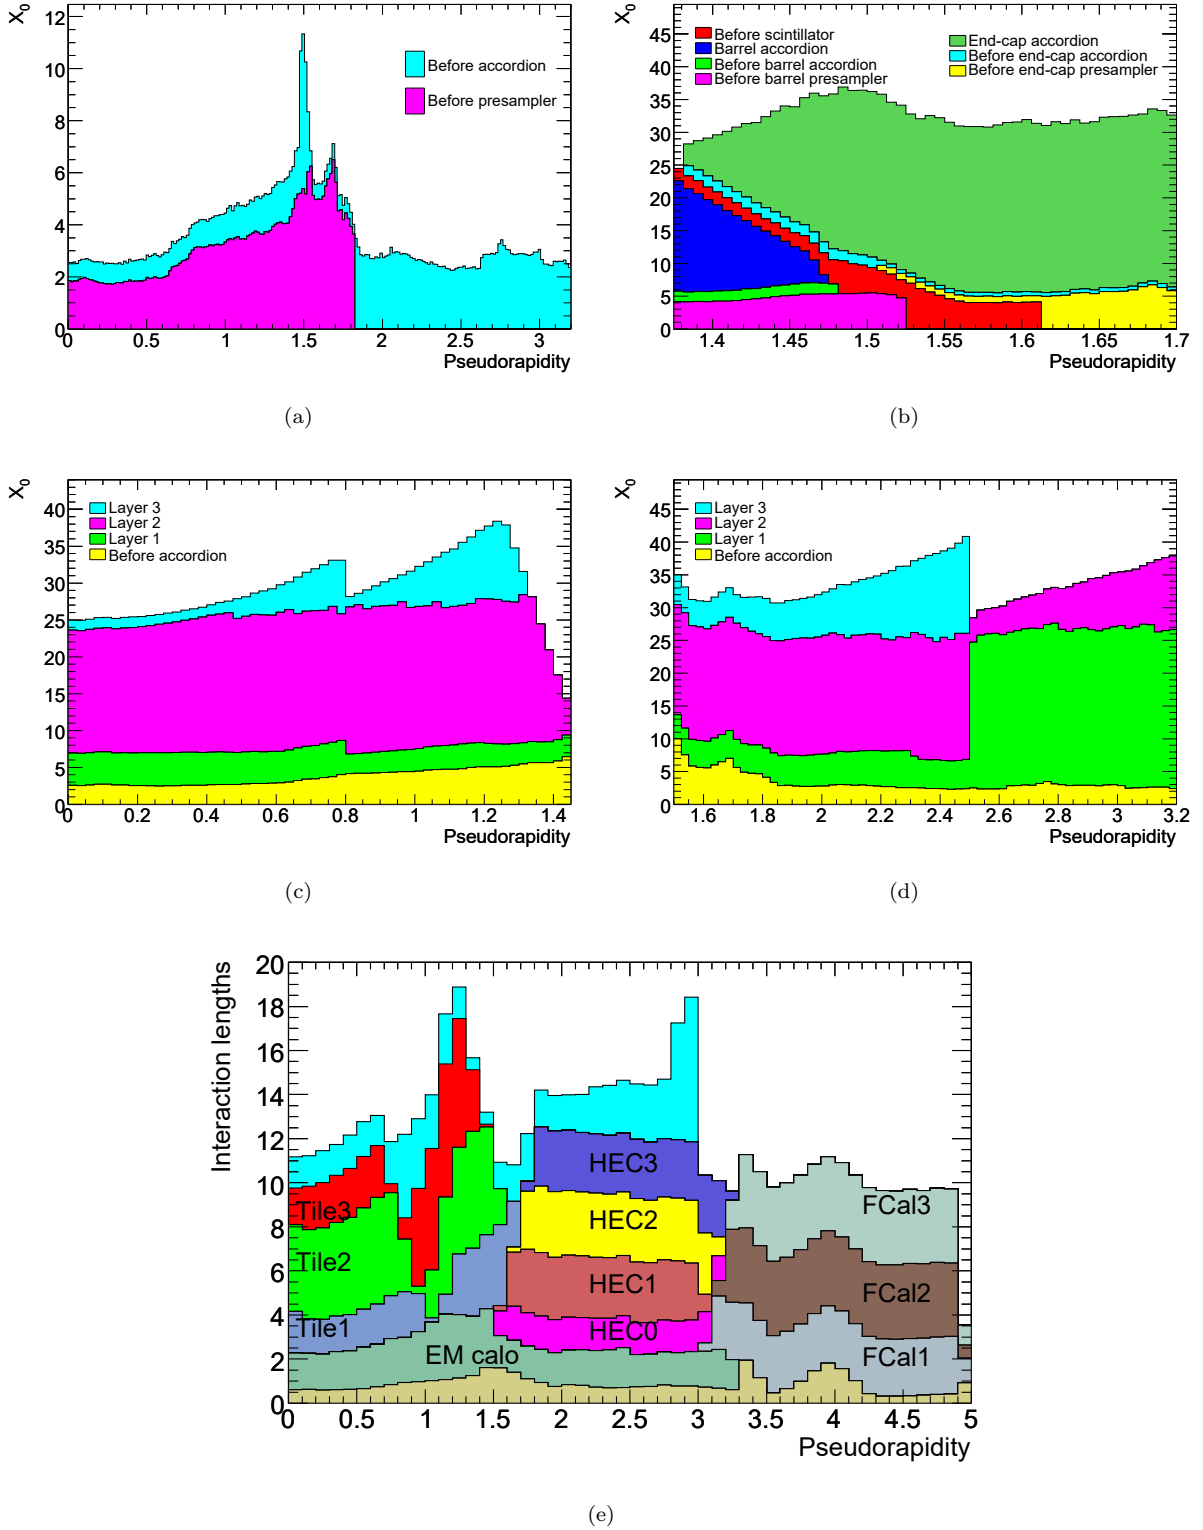 X0
12
10
8
6
4
2
0
Before accordion
Before presampler
0 0.5 1 1.5 2 2.5 3
Pseudorapidity
(a)
X0
45
40
35
30
25
20
15
10
5
0
Before scintillator
Barrel accordion
Before barrel accordion
Before barrel presampler
End-cap accordion
Before end-cap accordion
Before end-cap presampler
1.4 1.45 1.5 1.55 1.6 1.65 1.7
Pseudorapidity
(b)
X0
40
35
30
25
20
15
10
5
0
Layer 3
Layer 2
Layer 1
Before accordion
0 0.2 0.4 0.6 0.8 1 1.2 1.4
Pseudorapidity
(c)
X0
45
40
35
30
25
20
15
10
5
0
Layer 3
Layer 2
Layer 1
Before accordion
1.6 1.8 2 2.2 2.4 2.6 2.8 3 3.2
Pseudorapidity
(d)
Interaction lengths
20
18
16
14
12
10
8
6
4
2
0
Tile3
Tile2
Tile1
EM calo
HEC3
HEC2
HEC1
HEC0
FCal3
FCal2
FCal1
0 0.5 1 1.5 2 2.5 3 3.5 4 4.5 5
Pseudorapidity
(e)